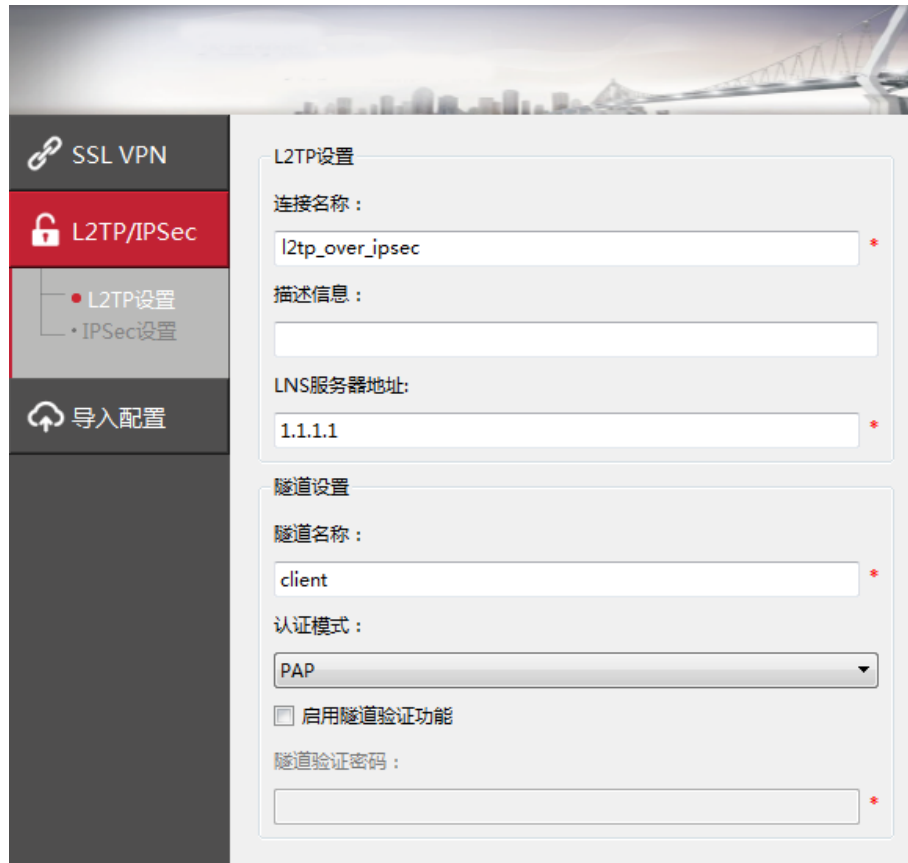 SSL VPN
L2TP/IPSec
L2TP设置
IPSec设置
导入配置
L2TP设置
连接名称：
l2tp_over_ipsec *
描述信息：
LNS服务器地址:
1.1.1.1 *
隧道设置
隧道名称：
client *
认证模式：
PAP
启用隧道验证功能
隧道验证密码：
*